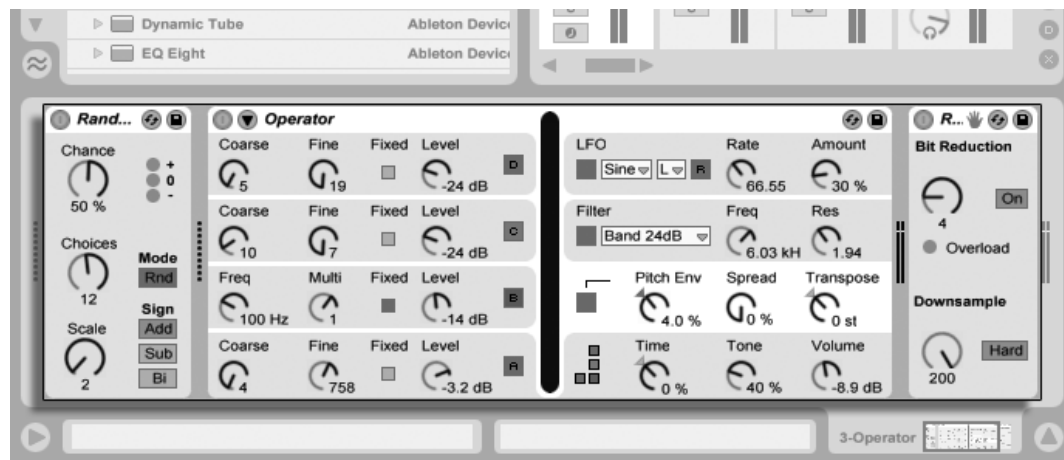 Dynamic Tube Ableton Devic
EQ Eight Ableton Devic
D
X
Rand...
Chance
50 %
+
0
-
Choices
12
Mode
Rnd
Scale
2
Sign
Add
Sub
Bi
Operator
Coarse Fine Fixed Level
5 19 -24 dB D
Coarse Fine Fixed Level
10 7 -24 dB C
Freq Multi Fixed Level
100 Hz 1 -14 dB B
Coarse Fine Fixed Level
4 758 -3.2 dB A
LFO Rate Amount
Sine L R 66.55 30 %
Filter Freq Res
Band 24dB 6.03 kH 1.94
Pitch Env Spread Transpose
4.0 % 0 % 0 st
Time Tone Volume
0 % 40 % -8.9 dB
R...
Bit Reduction
4 On
Overload
Downsample
200 Hard
3-Operator